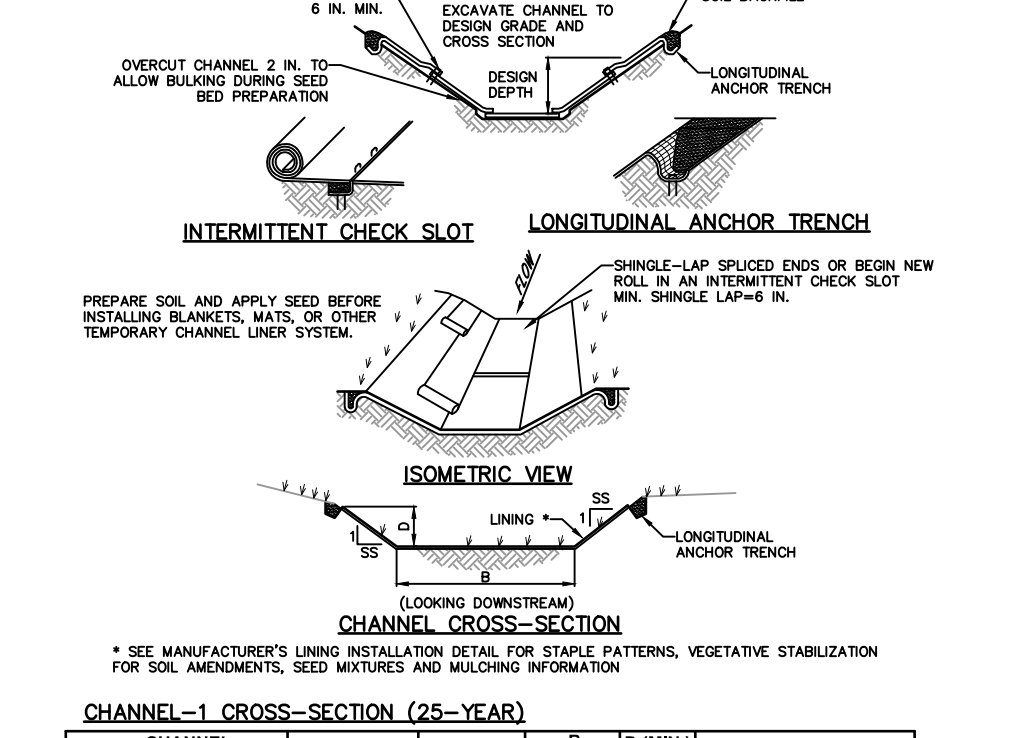 6 IN. MIN.
EXCAVATE CHANNEL TO
DESIGN GRADE AND
CROSS SECTION
OVERCUT CHANNEL 2 IN. TO
ALLOW BULKING DURING SEED
BED PREPARATION
DESIGN
DEPTH
LONGITUDINAL
ANCHOR TRENCH
INTERMITTENT CHECK SLOT
LONGITUDINAL ANCHOR TRENCH
FLOW
SHINGLE-LAP SPLICED ENDS OR BEGIN NEW
ROLL IN AN INTERMITTENT CHECK SLOT
MIN. SHINGLE LAP=6 IN.
PREPARE SOIL AND APPLY SEED BEFORE
INSTALLING BLANKETS, MATS, OR OTHER
TEMPORARY CHANNEL LINER SYSTEM.
ISOMETRIC VIEW
SS
1
LINING *
D
1
SS
LONGITUDINAL
ANCHOR TRENCH
B
(LOOKING DOWNSTREAM)
CHANNEL CROSS-SECTION
* SEE MANUFACTURER'S LINING INSTALLATION DETAIL FOR STAPLE PATTERNS, VEGETATIVE STABILIZATION
FOR SOIL AMENDMENTS, SEED MIXTURES AND MULCHING INFORMATION
CHANNEL-1 CROSS-SECTION (25-YEAR)